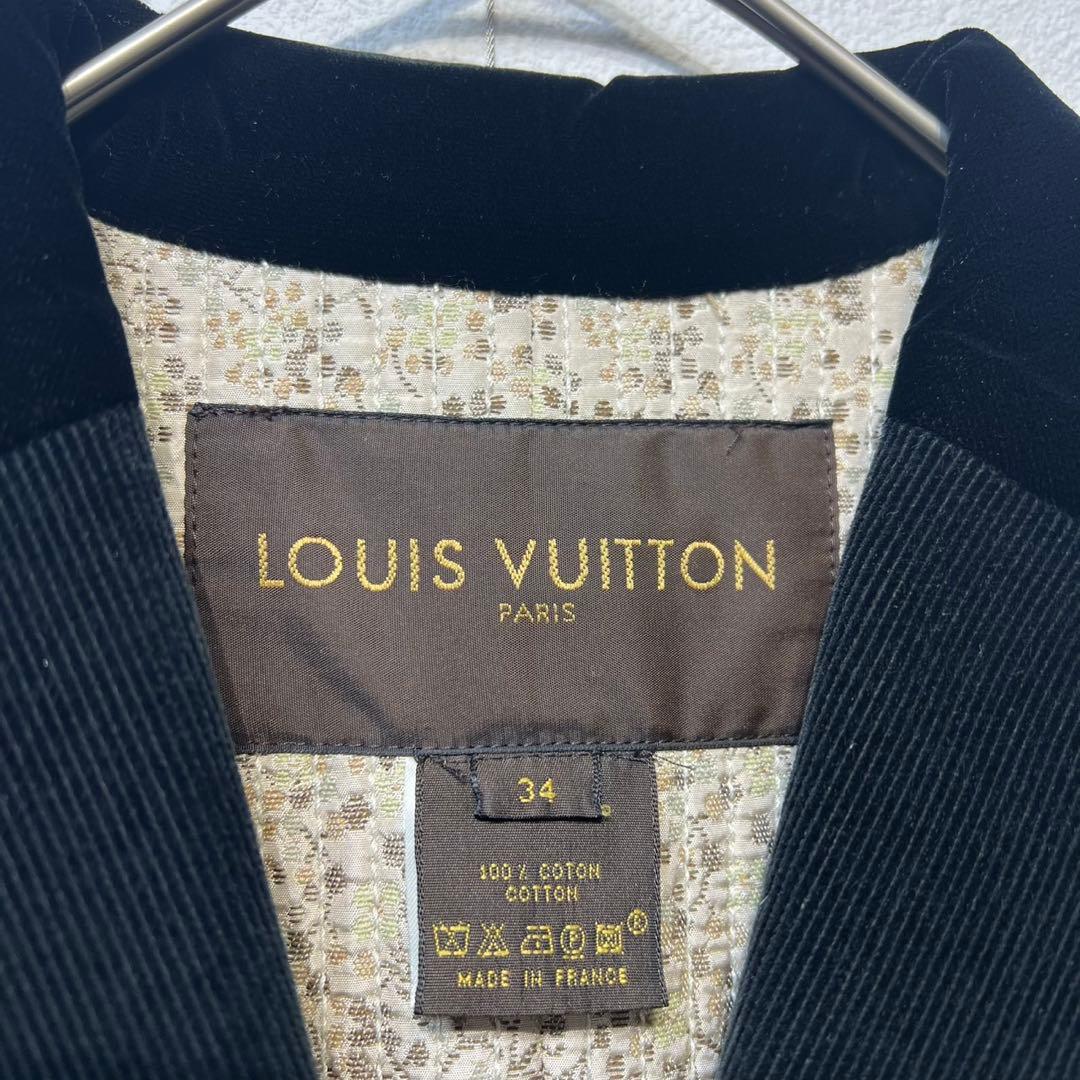 LOUIS VUITTON
PARIS
34
100% COTON
COTTON
®
MADE IN FRANCE